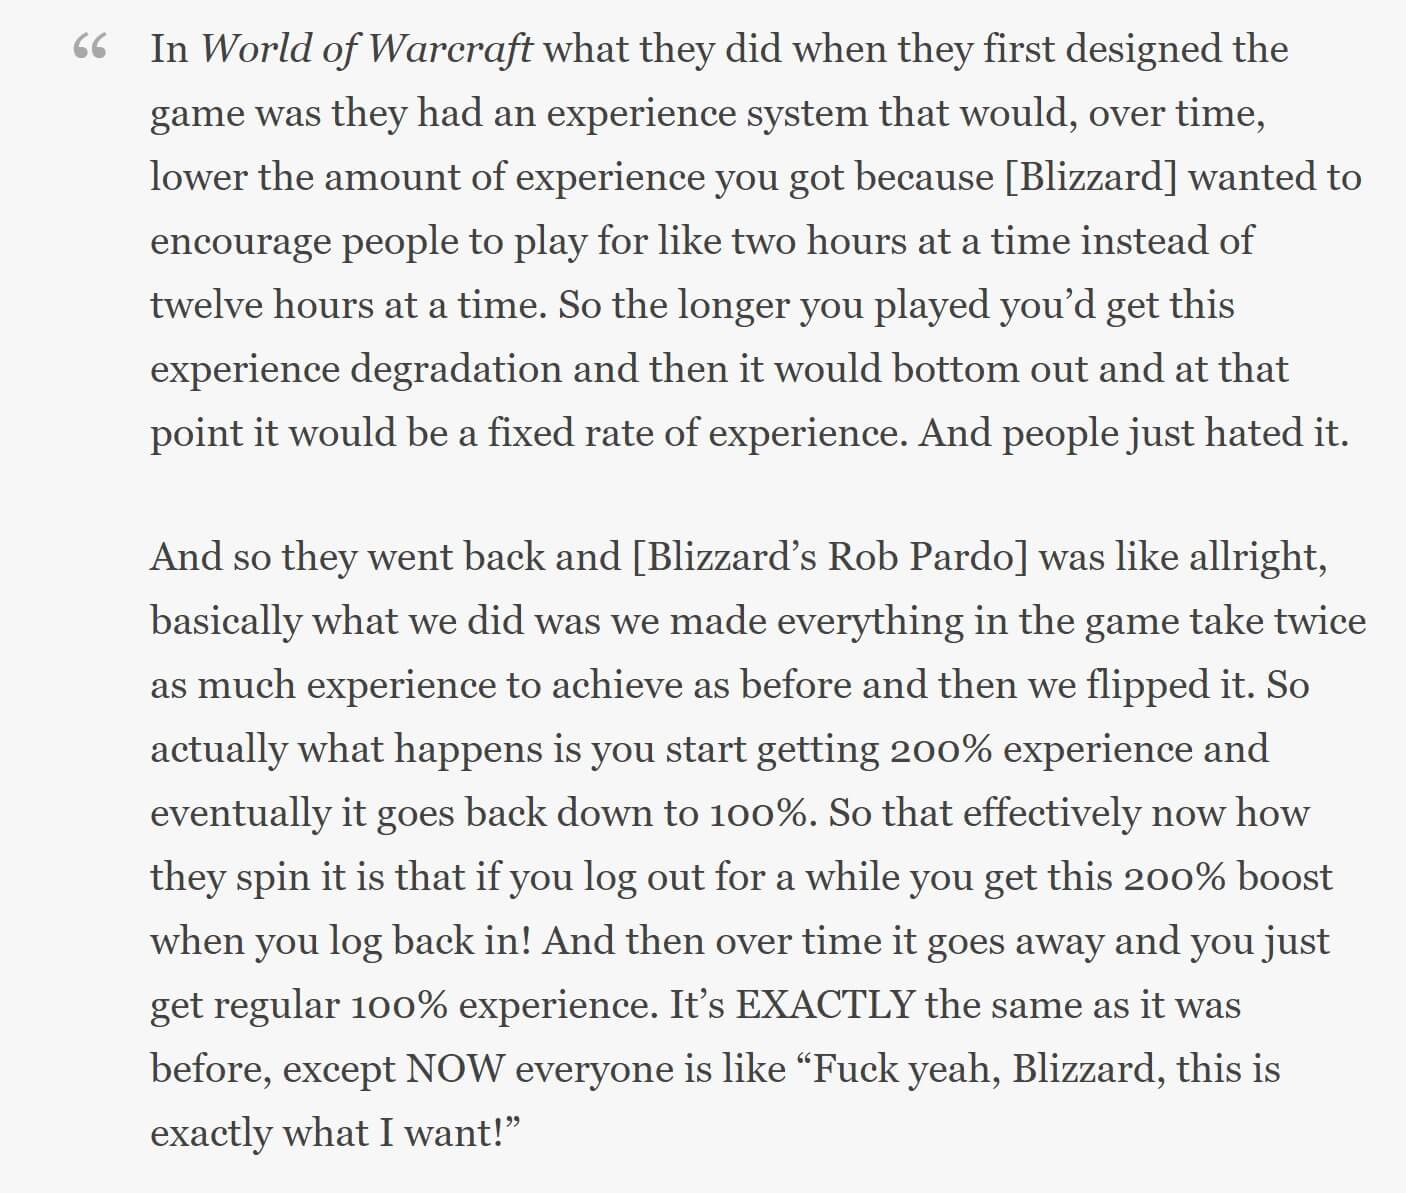 “ In World of Warcraft what they did when they first designed the
game was they had an experience system that would, over time,
lower the amount of experience you got because [Blizzard] wanted to
encourage people to play for like two hours at a time instead of
twelve hours at a time. So the longer you played you’d get this
experience degradation and then it would bottom out and at that
point it would be a fixed rate of experience. And people just hated it.
And so they went back and [Blizzard’s Rob Pardo] was like allright,
basically what we did was we made everything in the game take twice
as much experience to achieve as before and then we flipped it. So
actually what happens is you start getting 200% experience and
eventually it goes back down to 100%. So that effectively now how
they spin it is that if you log out for a while you get this 200% boost
when you log back in! And then over time it goes away and you just
get regular 100% experience. It’s EXACTLY the same as it was
before, except NOW everyone is like “Fuck yeah, Blizzard, this is
exactly what I want!”